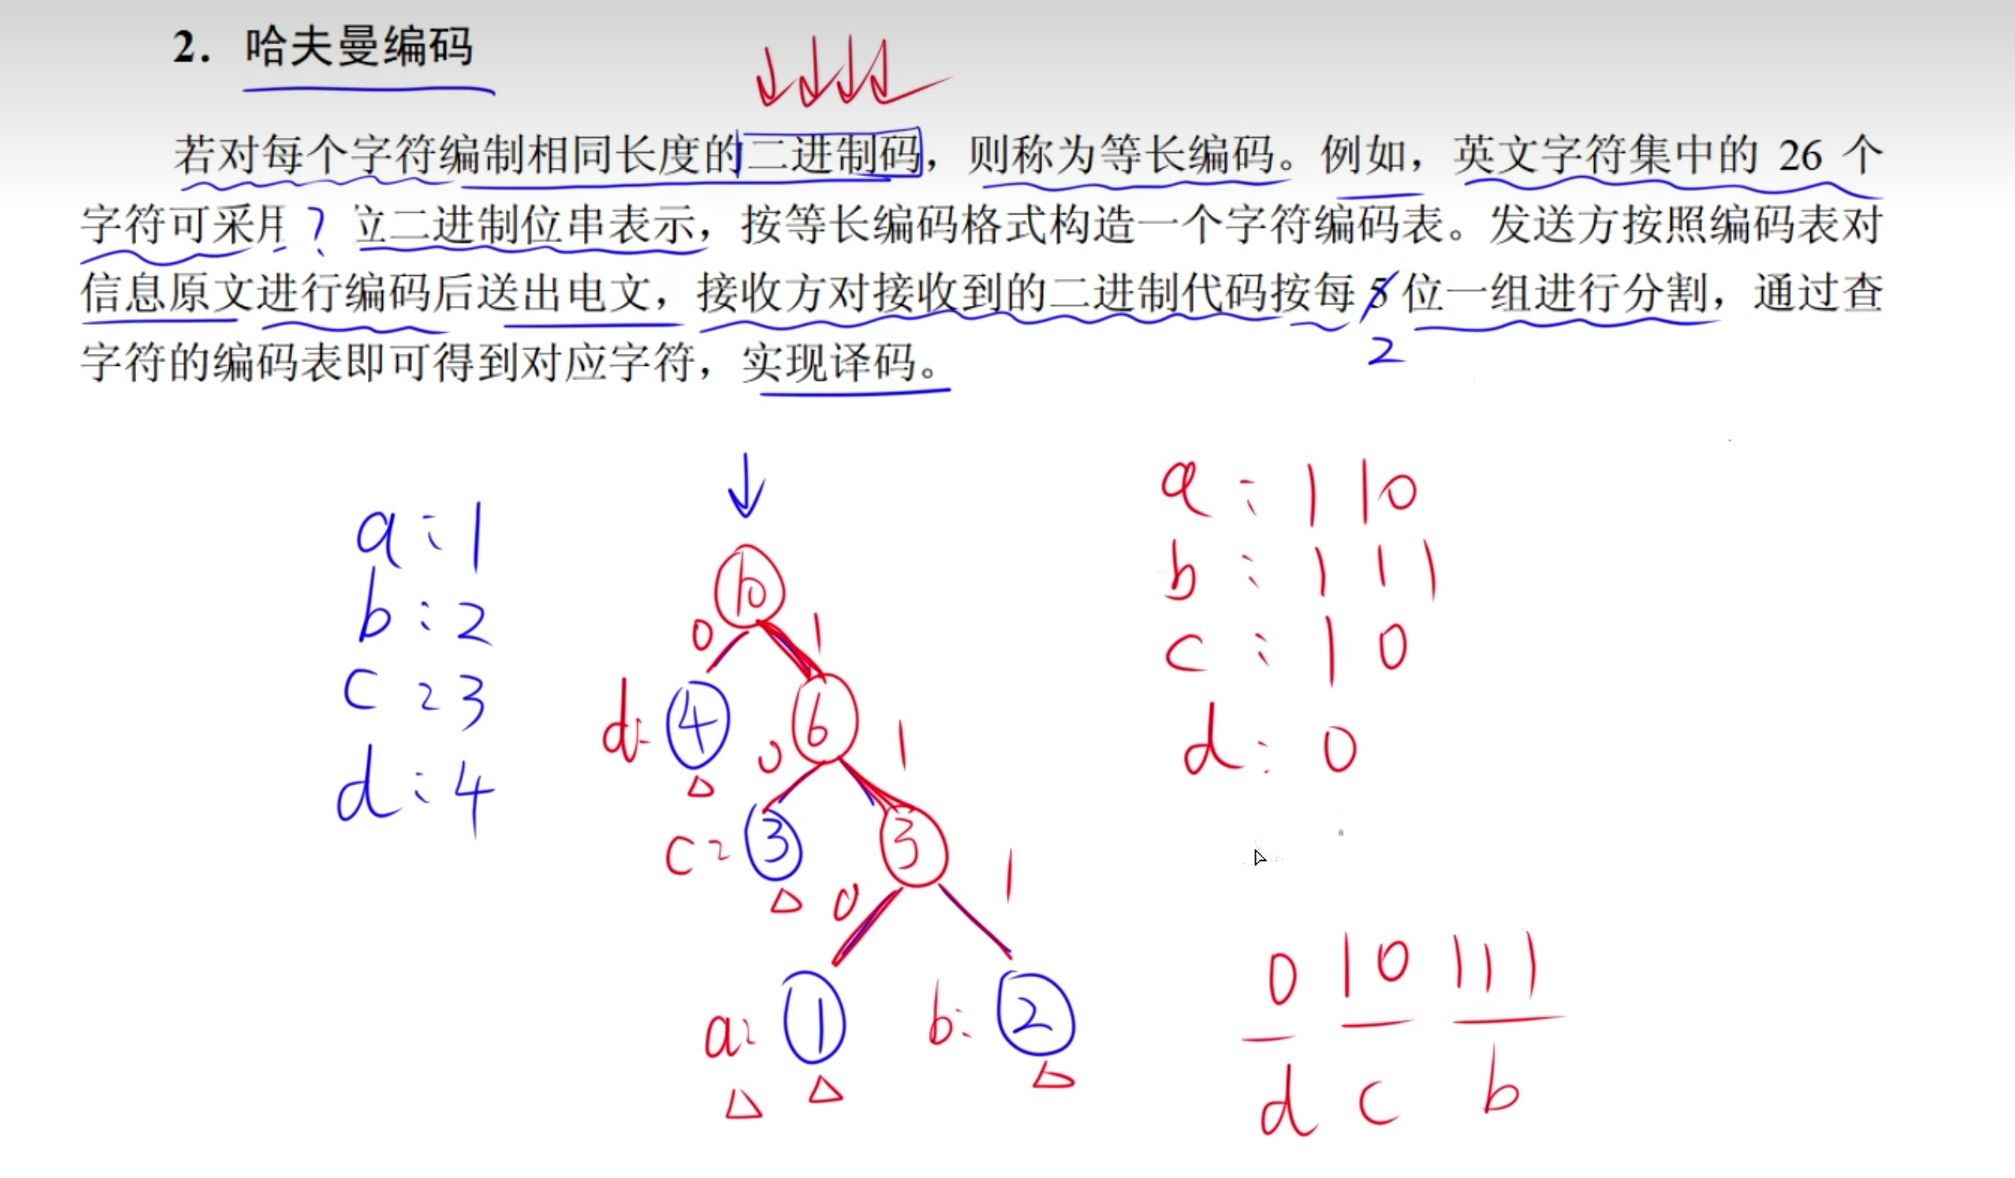 2. 哈夫曼编码
若对每个字符编制相同长度的二进制码，则称为等长编码。例如，英文字符集中的 26 个
字符可采用 ? 位二进制位串表示，按等长编码格式构造一个字符编码表。发送方按照编码表对
信息原文进行编码后送出电文，接收方对接收到的二进制代码按每 5 位一组进行分割，通过查
2
字符的编码表即可得到对应字符，实现译码。
a:1
b:2
c:3
d:4
10
0 1
d: 4 6
0 1
c: 3 3
0 1
a: 1 b: 2
a: 110
b: 111
c: 10
d: 0
0 10 111
d c b